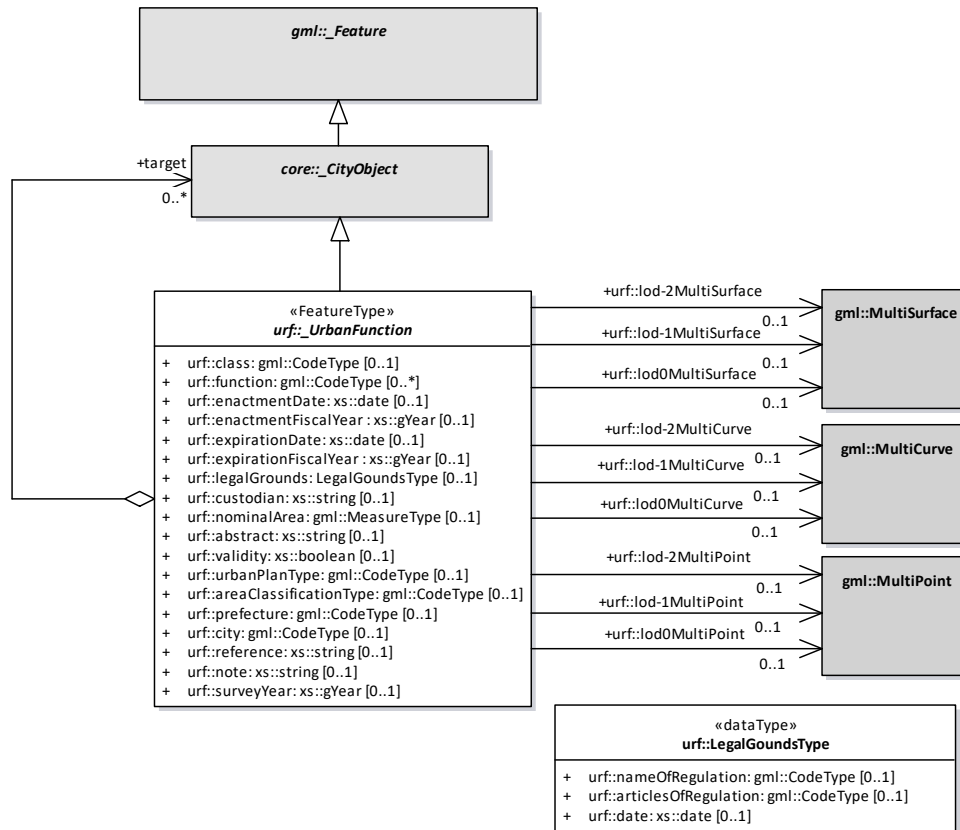 gml::_Feature
+target
core::_CityObject
0..*
«FeatureType»
urf::_UrbanFunction
+ urf::class: gml::CodeType [0..1]
+ urf::function: gml::CodeType [0..*]
+ urf::enactmentDate: xs::date [0..1]
+ urf::enactmentFiscalYear : xs::gYear [0..1]
+ urf::expirationDate: xs::date [0..1]
+ urf::expirationFiscalYear : xs::gYear [0..1]
+ urf::legalGrounds: LegalGoundsType [0..1]
+ urf::custodian: xs::string [0..1]
+ urf::nominalArea: gml::MeasureType [0..1]
+ urf::abstract: xs::string [0..1]
+ urf::validity: xs::boolean [0..1]
+ urf::urbanPlanType: gml::CodeType [0..1]
+ urf::areaClassificationType: gml::CodeType [0..1]
+ urf::prefecture: gml::CodeType [0..1]
+ urf::city: gml::CodeType [0..1]
+ urf::reference: xs::string [0..1]
+ urf::note: xs::string [0..1]
+ urf::surveyYear: xs::gYear [0..1]
+urf::lod-2MultiSurface
0..1
+urf::lod-1MultiSurface
0..1
+urf::lod0MultiSurface
0..1
gml::MultiSurface
+urf::lod-2MultiCurve
0..1
+urf::lod-1MultiCurve
0..1
+urf::lod0MultiCurve
0..1
gml::MultiCurve
+urf::lod-2MultiPoint
0..1
+urf::lod-1MultiPoint
0..1
+urf::lod0MultiPoint
0..1
gml::MultiPoint
«dataType»
urf::LegalGoundsType
+ urf::nameOfRegulation: gml::CodeType [0..1]
+ urf::articlesOfRegulation: gml::CodeType [0..1]
+ urf::date: xs::date [0..1]